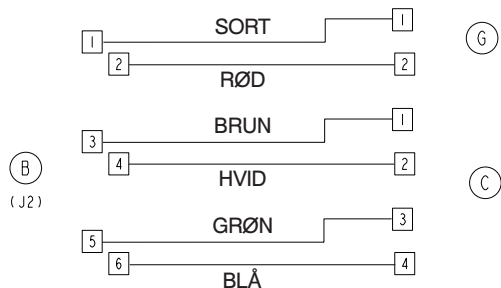 SORT 1
1
G
2 2
RØD
BRUN 1
3
4 2
B HVID C
(J2)
GRØN 3
5
6 4
BLÅ